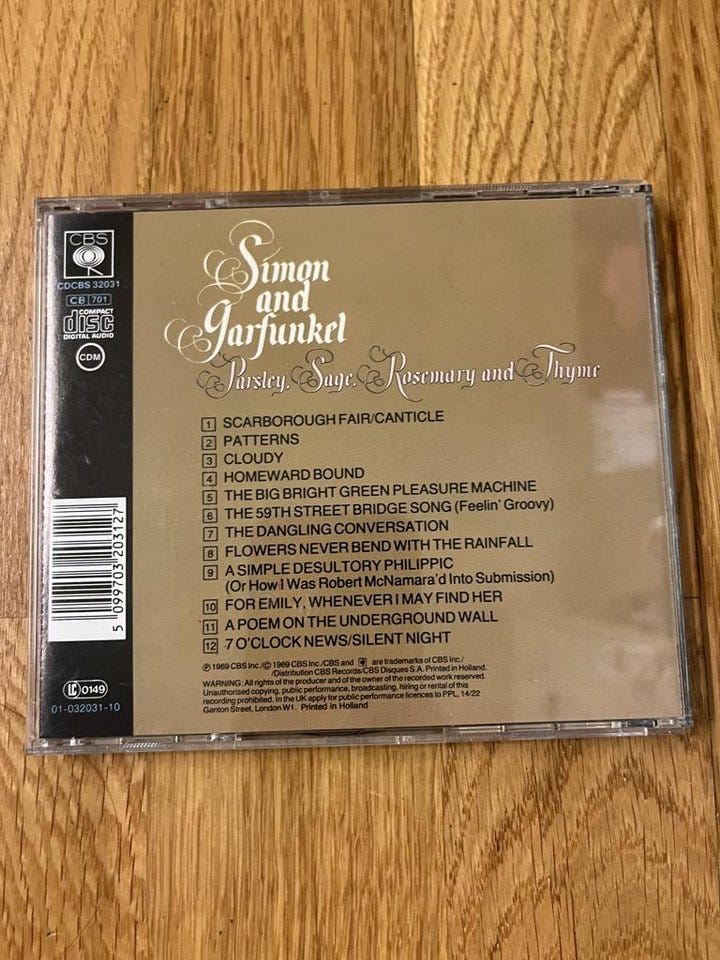 CBS
CDCBS 32031
CB 701
COMPACT
disc
DIGITAL AUDIO
CDM
5 099703 203127
LC 0149
01-032031-10
Simon
and
Garfunkel
Parsley, Sage, Rosemary and Thyme
1 SCARBOROUGH FAIR/CANTICLE
2 PATTERNS
3 CLOUDY
4 HOMEWARD BOUND
5 THE BIG BRIGHT GREEN PLEASURE MACHINE
6 THE 59TH STREET BRIDGE SONG (Feelin' Groovy)
7 THE DANGLING CONVERSATION
8 FLOWERS NEVER BEND WITH THE RAINFALL
9 A SIMPLE DESULTORY PHILIPPIC
(Or How I Was Robert McNamara'd Into Submission)
10 FOR EMILY, WHENEVER I MAY FIND HER
11 A POEM ON THE UNDERGROUND WALL
12 7 O'CLOCK NEWS/SILENT NIGHT
℗ 1969 CBS Inc./© 1969 CBS Inc./CBS and are trademarks of CBS Inc./
/Distribution CBS Records/CBS Disques S.A. Printed in Holland.
WARNING: All rights of the producer and of the owner of the recorded work reserved.
Unauthorised copying, public performance, broadcasting, hiring or rental of this
recording prohibited. In the UK apply for public performance licences to PPL, 14/22
Ganton Street, London W1. Printed in Holland